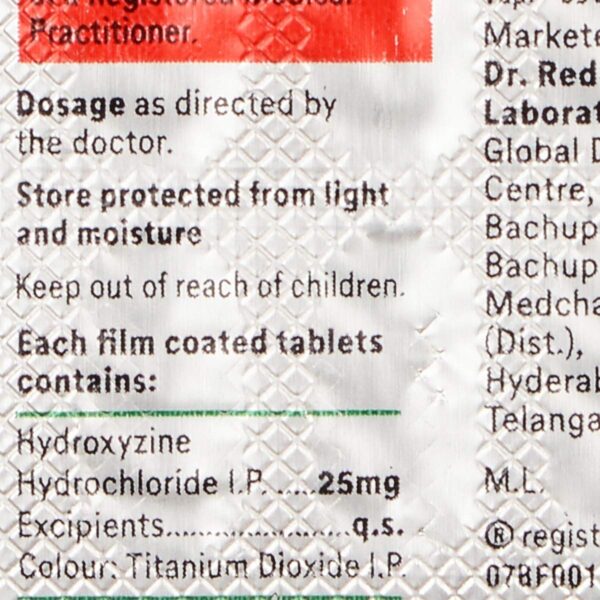 Practitioner.
Dosage as directed by
the doctor.
Store protected from light
and moisture
Keep out of reach of children.
Each film coated tablets
contains:
Hydroxyzine
Hydrochloride I.P. .....25mg
Excipients.....................q.s.
Colour: Titanium Dioxide I.P
Markete
Dr. Red
Laborat
Global D
Centre,
Bachup
Bachup
Medcha
(Dist.),
Hyderab
Telanga
M.L.
® regist